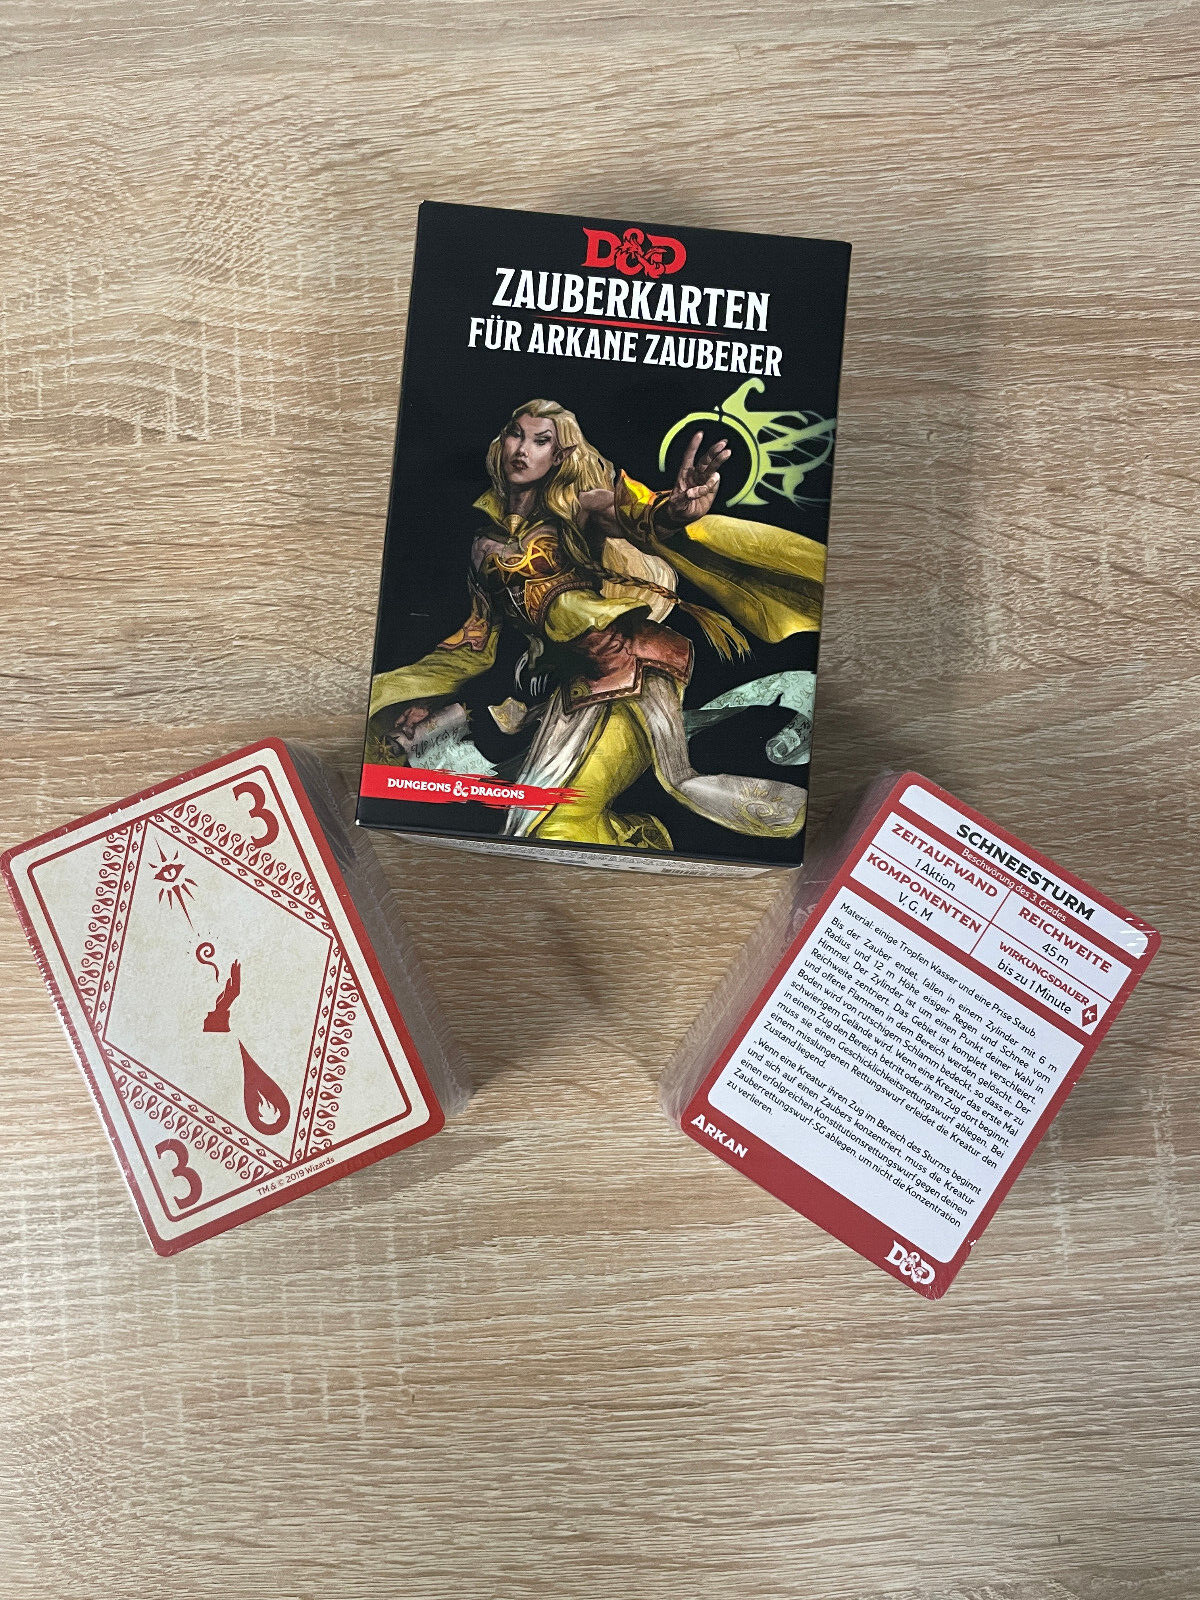 D&D
ZAUBERKARTEN
FÜR ARKANE ZAUBERER
DUNGEONS & DRAGONS
3
3
TM & © 2019 Wizards
SCHNEESTURM
Beschwörung des 3. Grades
ZEITAUFWAND
1 Aktion
REICHWEITE
45 m
KOMPONENTEN
V, G, M
WIRKUNGSDAUER
bis zu 1 Minute
K
Material: einige Tropfen Wasser und eine Prise Staub
Bis der Zauber endet, fallen in einem Zylinder mit 6 m
Radius und 12 m Höhe eisiger Regen und Schnee vom
Himmel. Der Zylinder ist um einen Punkt deiner Wahl in
Reichweite zentriert. Das Gebiet ist komplett verschleiert,
und offene Flammen in dem Bereich werden gelöscht. Der
Boden wird von rutschigem Schlamm bedeckt, so dass er zu
schwierigem Gelände wird. Wenn eine Kreatur das erste Mal
in einem Zug den Bereich betritt oder ihren Zug dort beginnt,
muss sie einen Geschicklichkeitsrettungswurf ablegen. Bei
einem misslungenen Rettungswurf erleidet die Kreatur den
Zustand liegend.
„Wenn eine Kreatur ihren Zug im Bereich des Sturms beginnt
und sich auf einen Zaubers konzentriert, muss die Kreatur
einen erfolgreichen Konstitutionsrettungswurf gegen deinen
Zauberrettungswurf-SG ablegen, um nicht die Konzentration
zu verlieren.
ARKAN
D&D